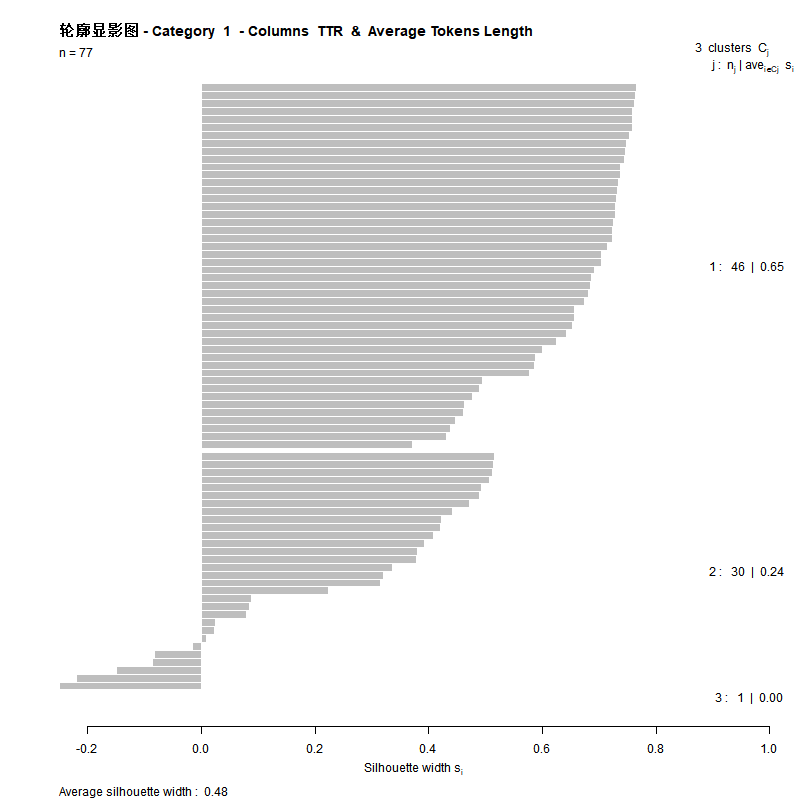 轮廓显影图 - Category 1 - Columns TTR & Average Tokens Length
n = 77
3 clusters Cj
j : nj | avei∈Cj si
1 : 46 | 0.65
2 : 30 | 0.24
3 : 1 | 0.00
-0.2 0.0 0.2 0.4 0.6 0.8 1.0
Silhouette width si
Average silhouette width : 0.48